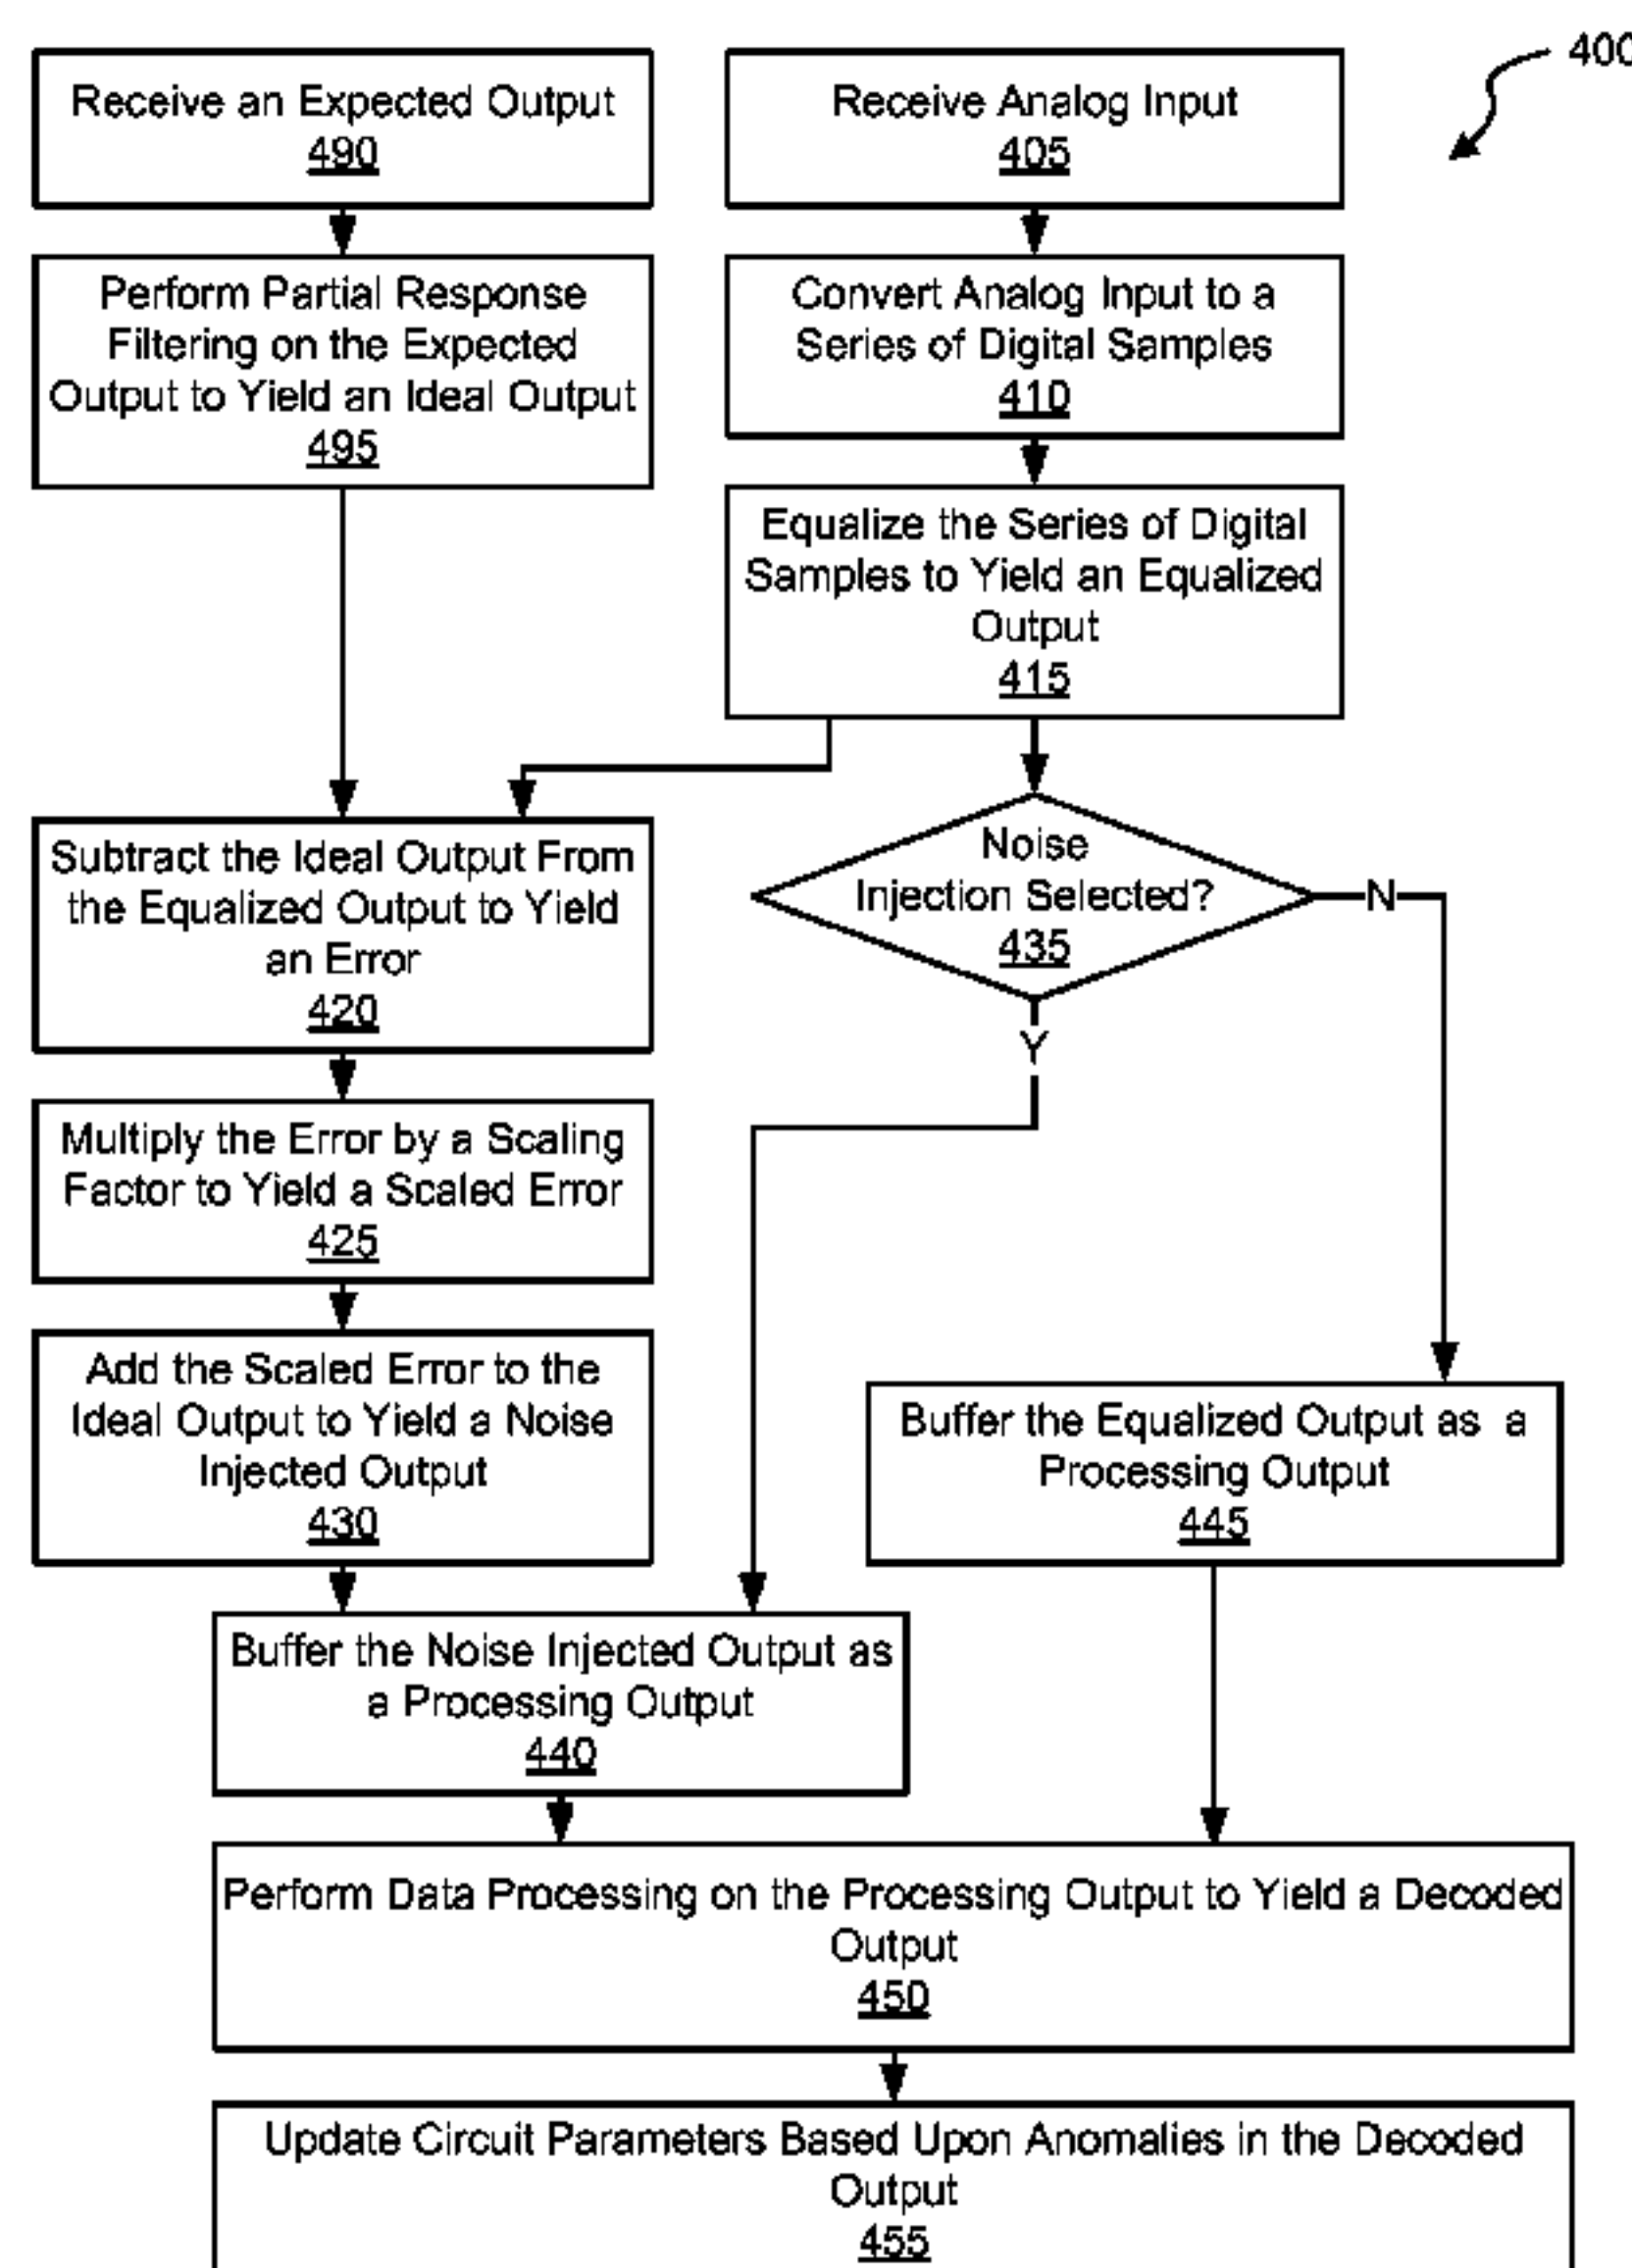 400
Receive an Expected Output
490
Receive Analog Input
405
Perform Partial Response
Filtering on the Expected
Output to Yield an Ideal Output
495
Convert Analog Input to a
Series of Digital Samples
410
Equalize the Series of Digital
Samples to Yield an Equalized
Output
415
Subtract the Ideal Output From
the Equalized Output to Yield
an Error
420
Noise
Injection Selected?
435
N
Y
Multiply the Error by a Scaling
Factor to Yield a Scaled Error
425
Add the Scaled Error to the
Ideal Output to Yield a Noise
Injected Output
430
Buffer the Equalized Output as a
Processing Output
445
Buffer the Noise Injected Output as
a Processing Output
440
Perform Data Processing on the Processing Output to Yield a Decoded
Output
450
Update Circuit Parameters Based Upon Anomalies in the Decoded
Output
455